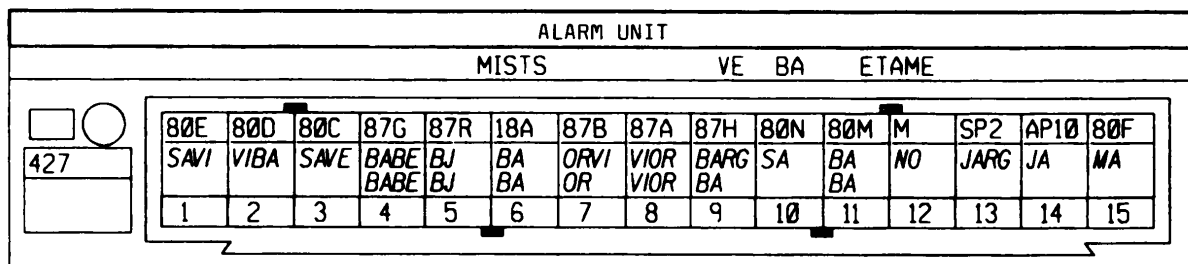 ALARM UNIT
MISTS VE BA ETAME
80E 80D 80C 87G 87R 18A 87B 87A 87H 80N 80M M SP2 AP10 80F
427 SAVI VIBA SAVE BABE BJ BA ORVI VIOR BARG SA BA NO JARG JA MA
BABE BJ BA OR VIOR BA BA
1 2 3 4 5 6 7 8 9 10 11 12 13 14 15